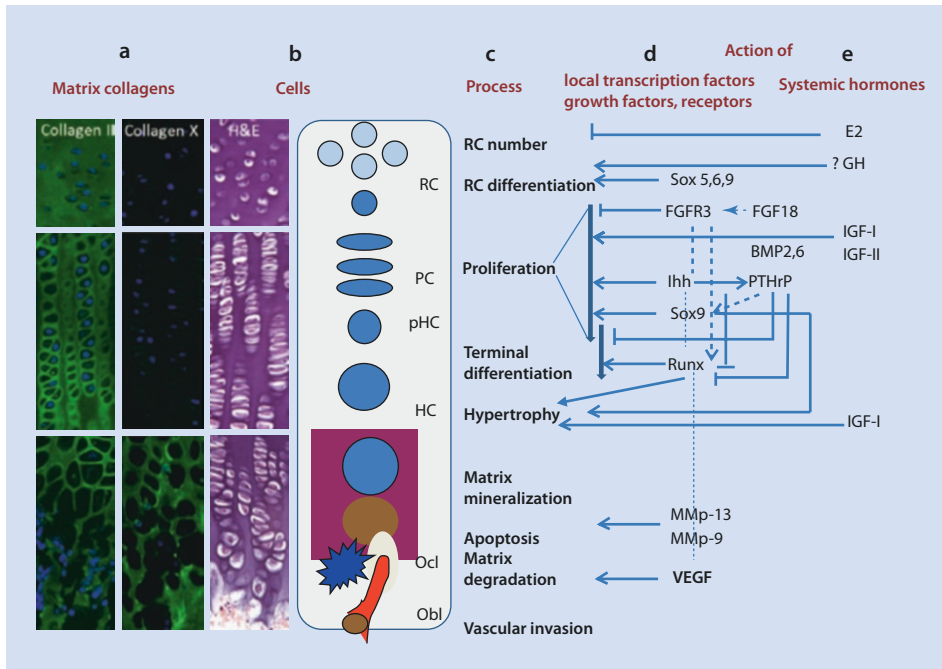 a
b
c
d
Action of
e
Matrix collagens
Cells
Process
local transcription factors
growth factors, receptors
Systemic hormones
Collagen II
Collagen X
H&E
RC
PC
pHC
HC
Ocl
Obl
RC number
RC differentiation
Proliferation
Terminal
differentiation
Hypertrophy
Matrix
mineralization
Apoptosis
Matrix
degradation
Vascular invasion
E2
? GH
Sox 5,6,9
FGFR3
FGF18
IGF-I
BMP2,6
IGF-II
Ihh
PTHrP
Sox9
Runx
IGF-I
MMp-13
MMp-9
VEGF